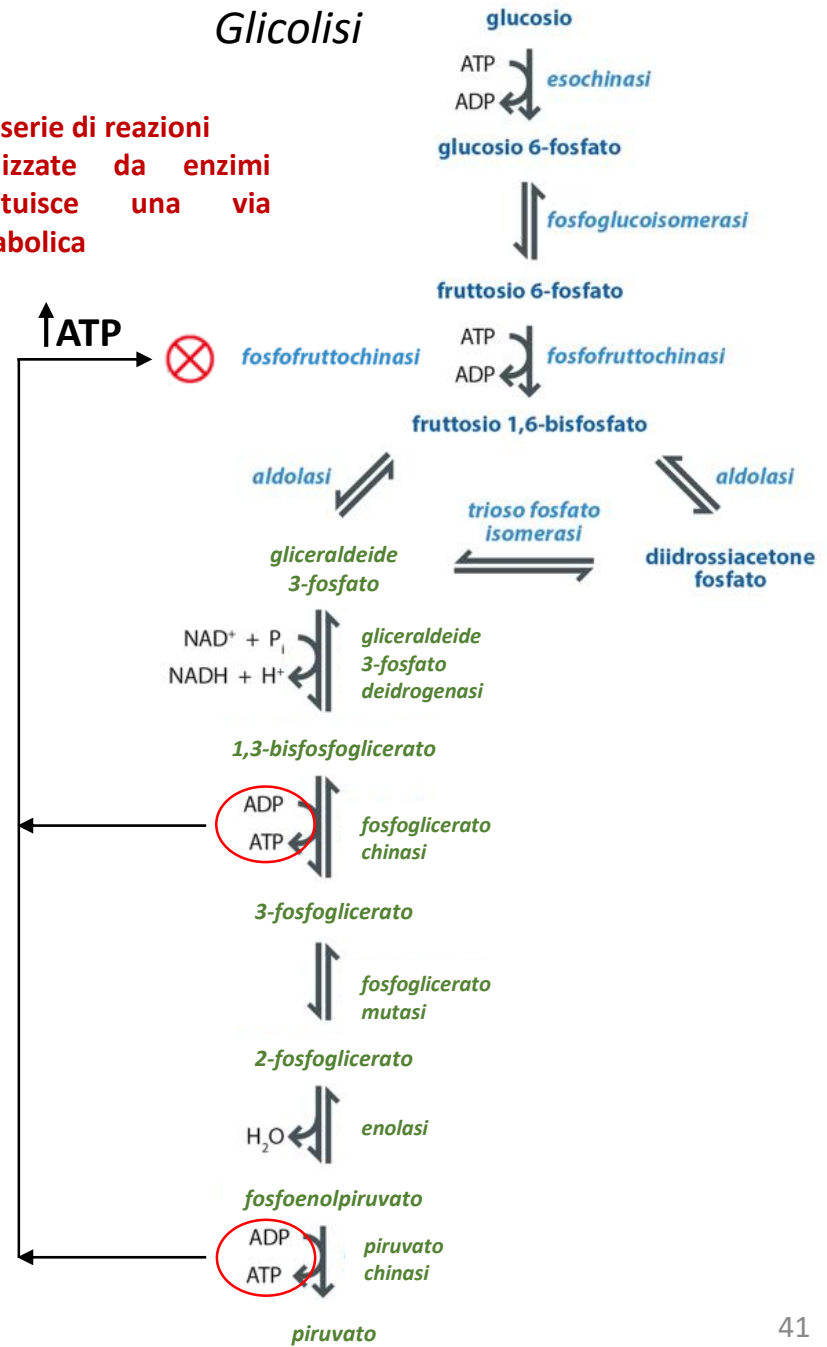 Glicolisi
serie di reazioni
izzate da enzimi
tuisce una via
abolica
glucosio
ATP
ADP
esochinasi
glucosio 6-fosfato
fosfoglucoisomerasi
fruttosio 6-fosfato
ATP
fosfofruttochinasi
ATP
ADP
fosfofruttochinasi
fruttosio 1,6-bisfosfato
aldolasi
aldolasi
trioso fosfato
isomerasi
gliceraldeide
3-fosfato
diidrossiacetone
fosfato
NAD⁺ + Pᵢ
NADH + H⁺
gliceraldeide
3-fosfato
deidrogenasi
1,3-bisfosfoglicerato
ADP
ATP
fosfoglicerato
chinasi
3-fosfoglicerato
fosfoglicerato
mutasi
2-fosfoglicerato
H₂O
enolasi
fosfoenolpiruvato
ADP
ATP
piruvato
chinasi
piruvato
41